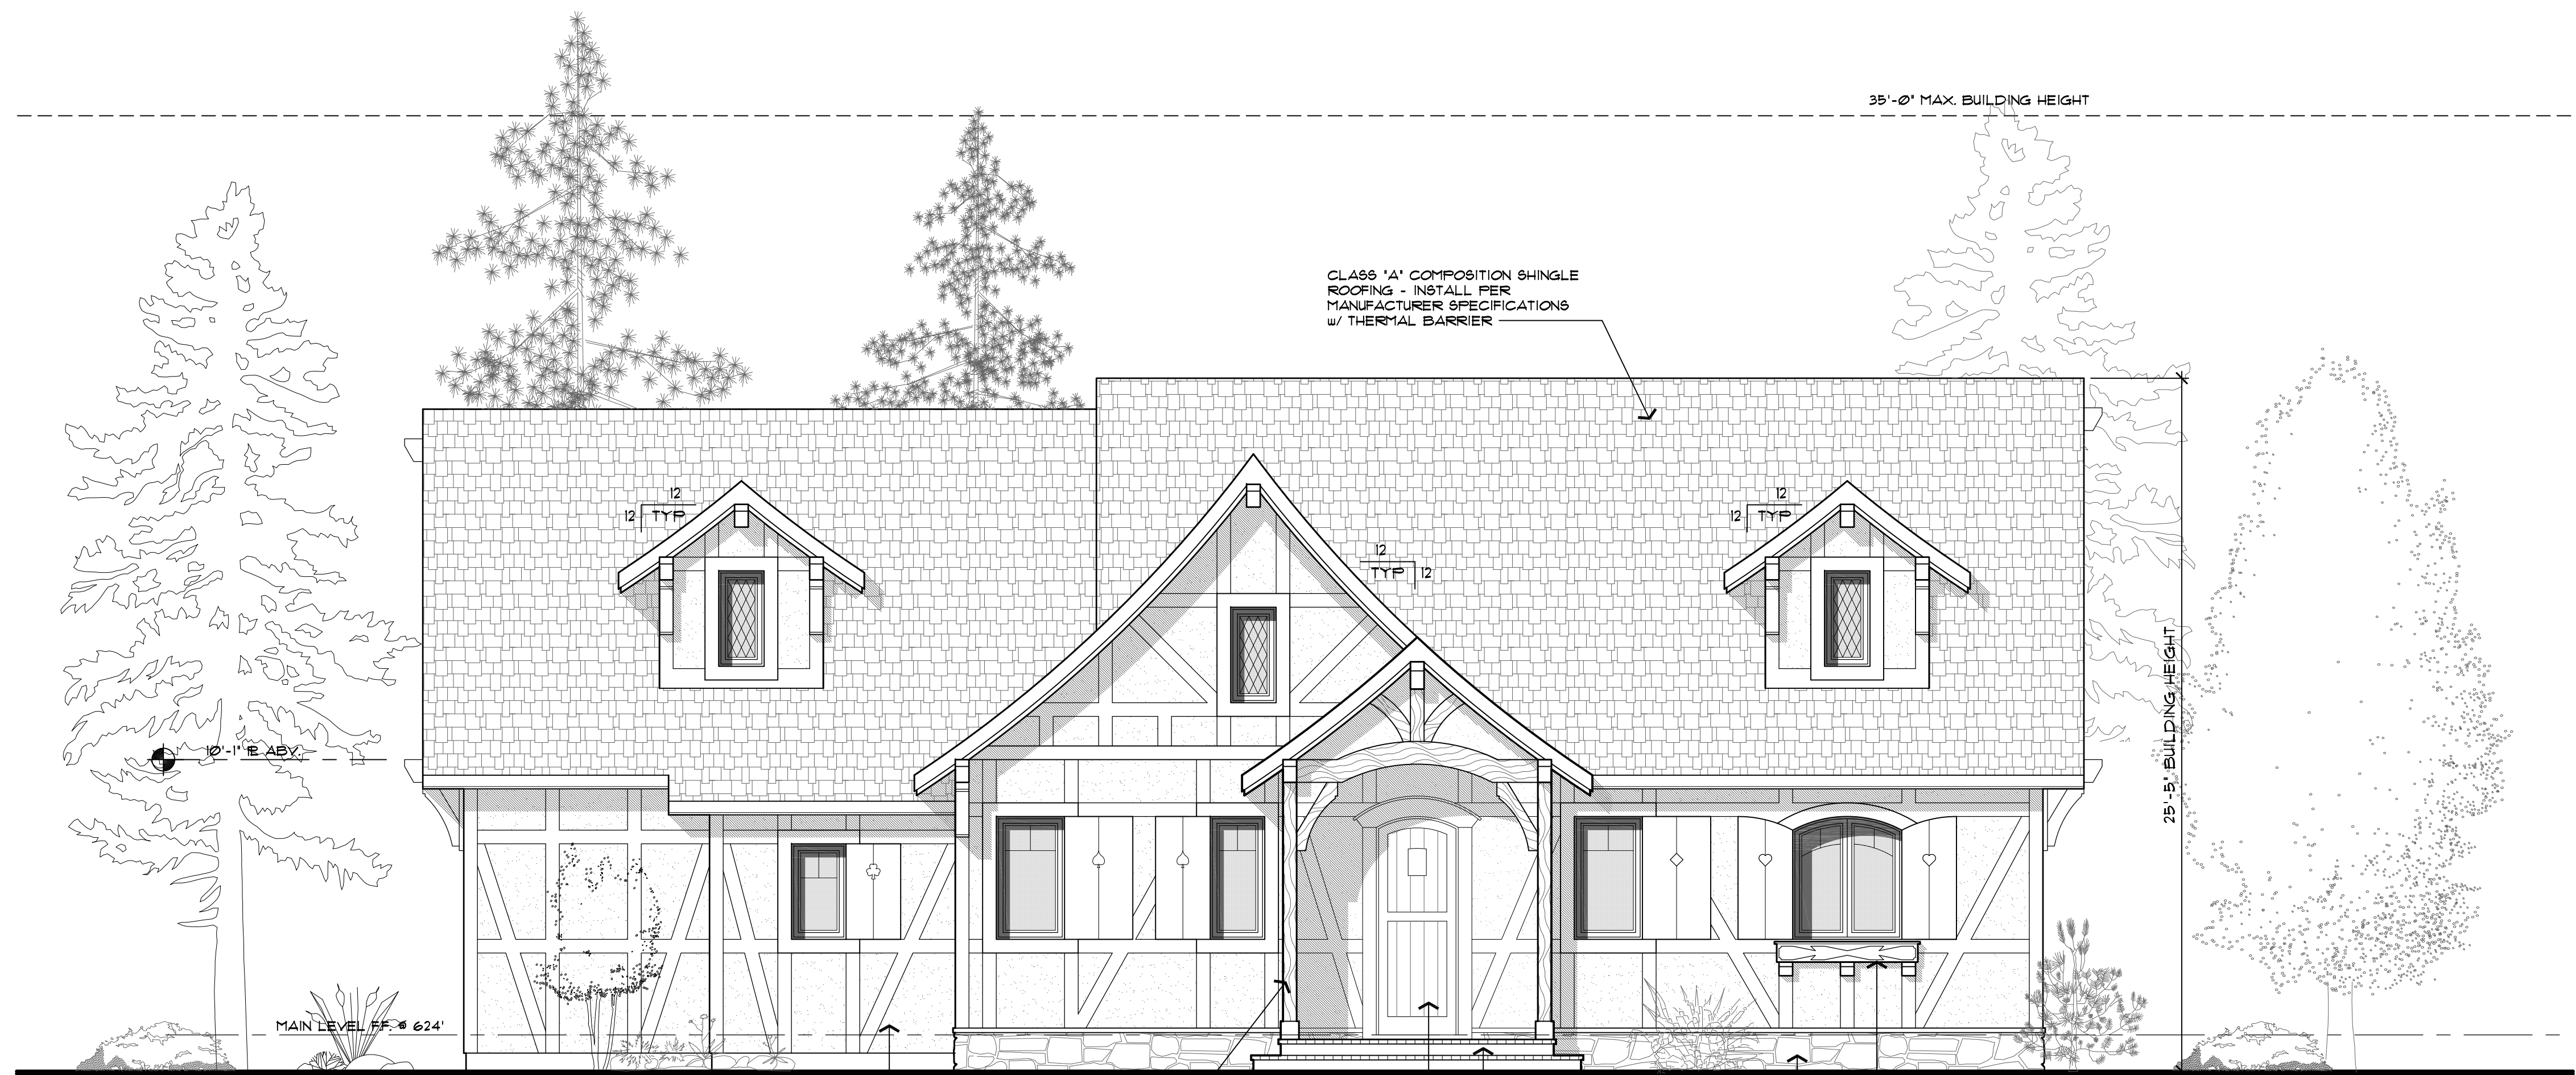 35'-0" MAX. BUILDING HEIGHT
CLASS "A" COMPOSITION SHINGLE
ROOFING - INSTALL PER
MANUFACTURER SPECIFICATIONS
w/ THERMAL BARRIER
12
12 TYP
12
12 TYP
12
TYP 12
25'-5" BUILDING HEIGHT
10'-1" PL ABV.
MAIN LEVEL F.F. @ 624'